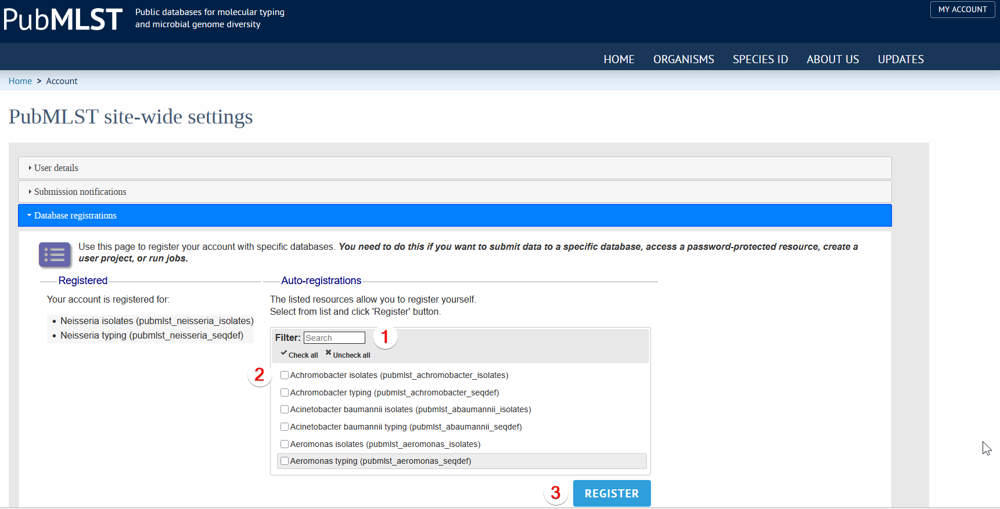 PubMLST
Public databases for molecular typing
and microbial genome diversity
MY ACCOUNT
HOME ORGANISMS SPECIES ID ABOUT US UPDATES
Home > Account
PubMLST site-wide settings
User details
Submission notifications
Database registrations
Use this page to register your account with specific databases. You need to do this if you want to submit data to a specific database, access a password-protected resource, create a
user project, or run jobs.
Registered
Your account is registered for:
• Neisseria isolates (pubmlst_neisseria_isolates)
• Neisseria typing (pubmlst_neisseria_seqdef)
Auto-registrations
The listed resources allow you to register yourself.
Select from list and click 'Register' button.
Filter: Search 1
✔ Check all ✖ Uncheck all
2
Achromobacter isolates (pubmlst_achromobacter_isolates)
Achromobacter typing (pubmlst_achromobacter_seqdef)
Acinetobacter baumannii isolates (pubmlst_abaumannii_isolates)
Acinetobacter baumannii typing (pubmlst_abaumannii_seqdef)
Aeromonas isolates (pubmlst_aeromonas_isolates)
Aeromonas typing (pubmlst_aeromonas_seqdef)
3 REGISTER